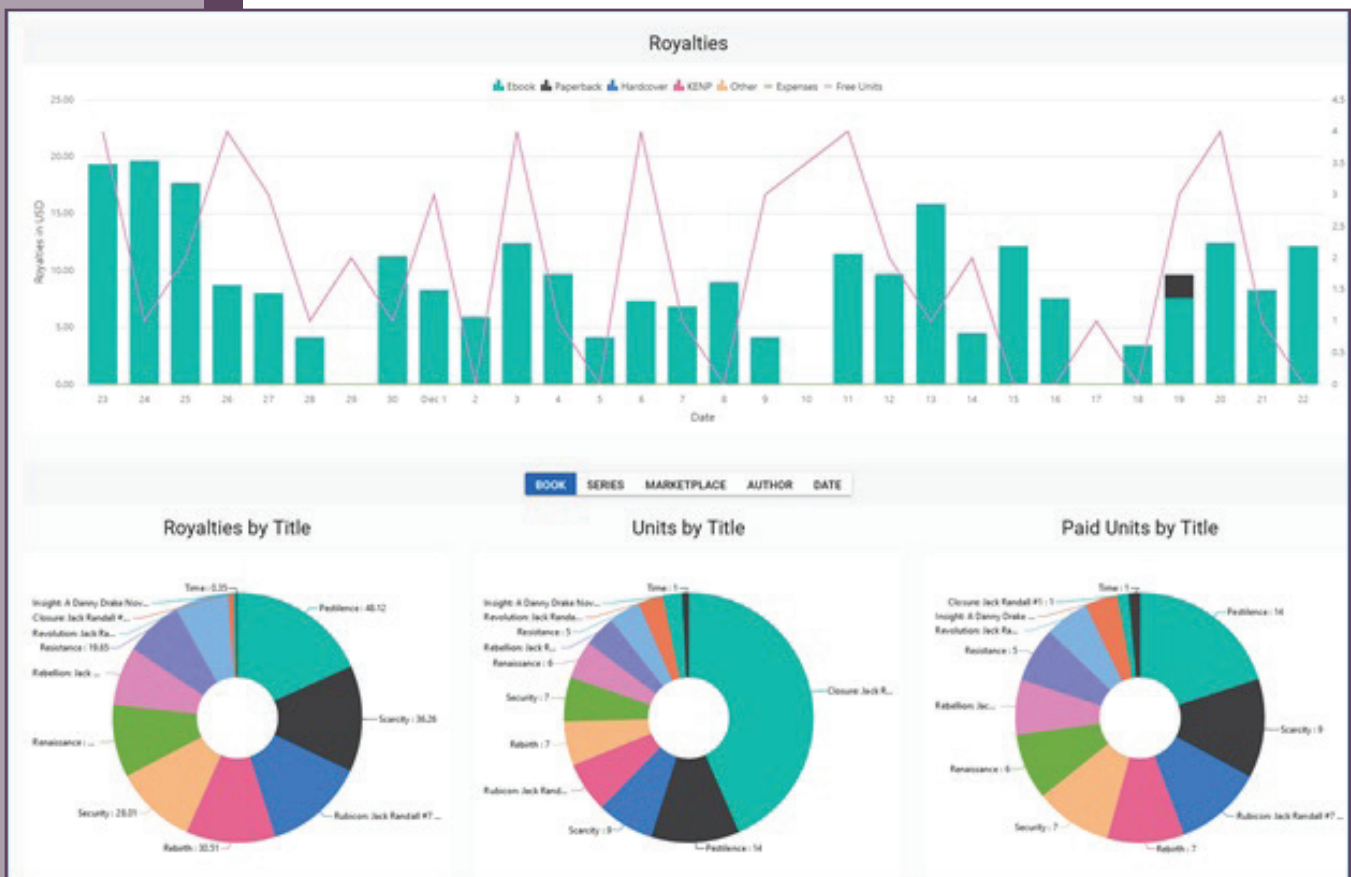 Royalties
Ebook Paperback Hardcover KENP Other Expenses Free Units
25.00
20.00
15.00
10.00
5.00
0.00
Royalties in USD
4.5
4
3.5
3
2.5
2
1.5
1
0.5
0
23 24 25 26 27 28 29 30 Dec 1 2 3 4 5 6 7 8 9 10 11 12 13 14 15 16 17 18 19 20 21 22
Date
BOOK SERIES MARKETPLACE AUTHOR DATE
Royalties by Title
Time : 0.35
Insight: A Danny Drake Nov...
Closure: Jack Randall #...
Revolution: Jack Ra...
Resistance : 19.65
Rebellion: Jack ...
Renaissance : ...
Security : 28.01
Rebirth : 30.51
Rubicon: Jack Randall #7 ...
Scarcity : 36.26
Pestilence : 48.12
Units by Title
Time : 1
Insight: A Danny Drake Nov...
Revolution: Jack Randa...
Resistance : 5
Rebellion: Jack R...
Renaissance : 6
Security : 7
Rebirth : 7
Rubicon: Jack Rand...
Scarcity : 9
Pestilence : 14
Closure: Jack R...
Paid Units by Title
Time : 1
Closure: Jack Randall #1 : 1
Insight: A Danny Drake ...
Revolution: Jack Ra...
Resistance : 5
Rebellion: Jac...
Renaissance : 6
Security : 7
Rebirth : 7
Rubicon: Jack Randall #7 ...
Scarcity : 9
Pestilence : 14